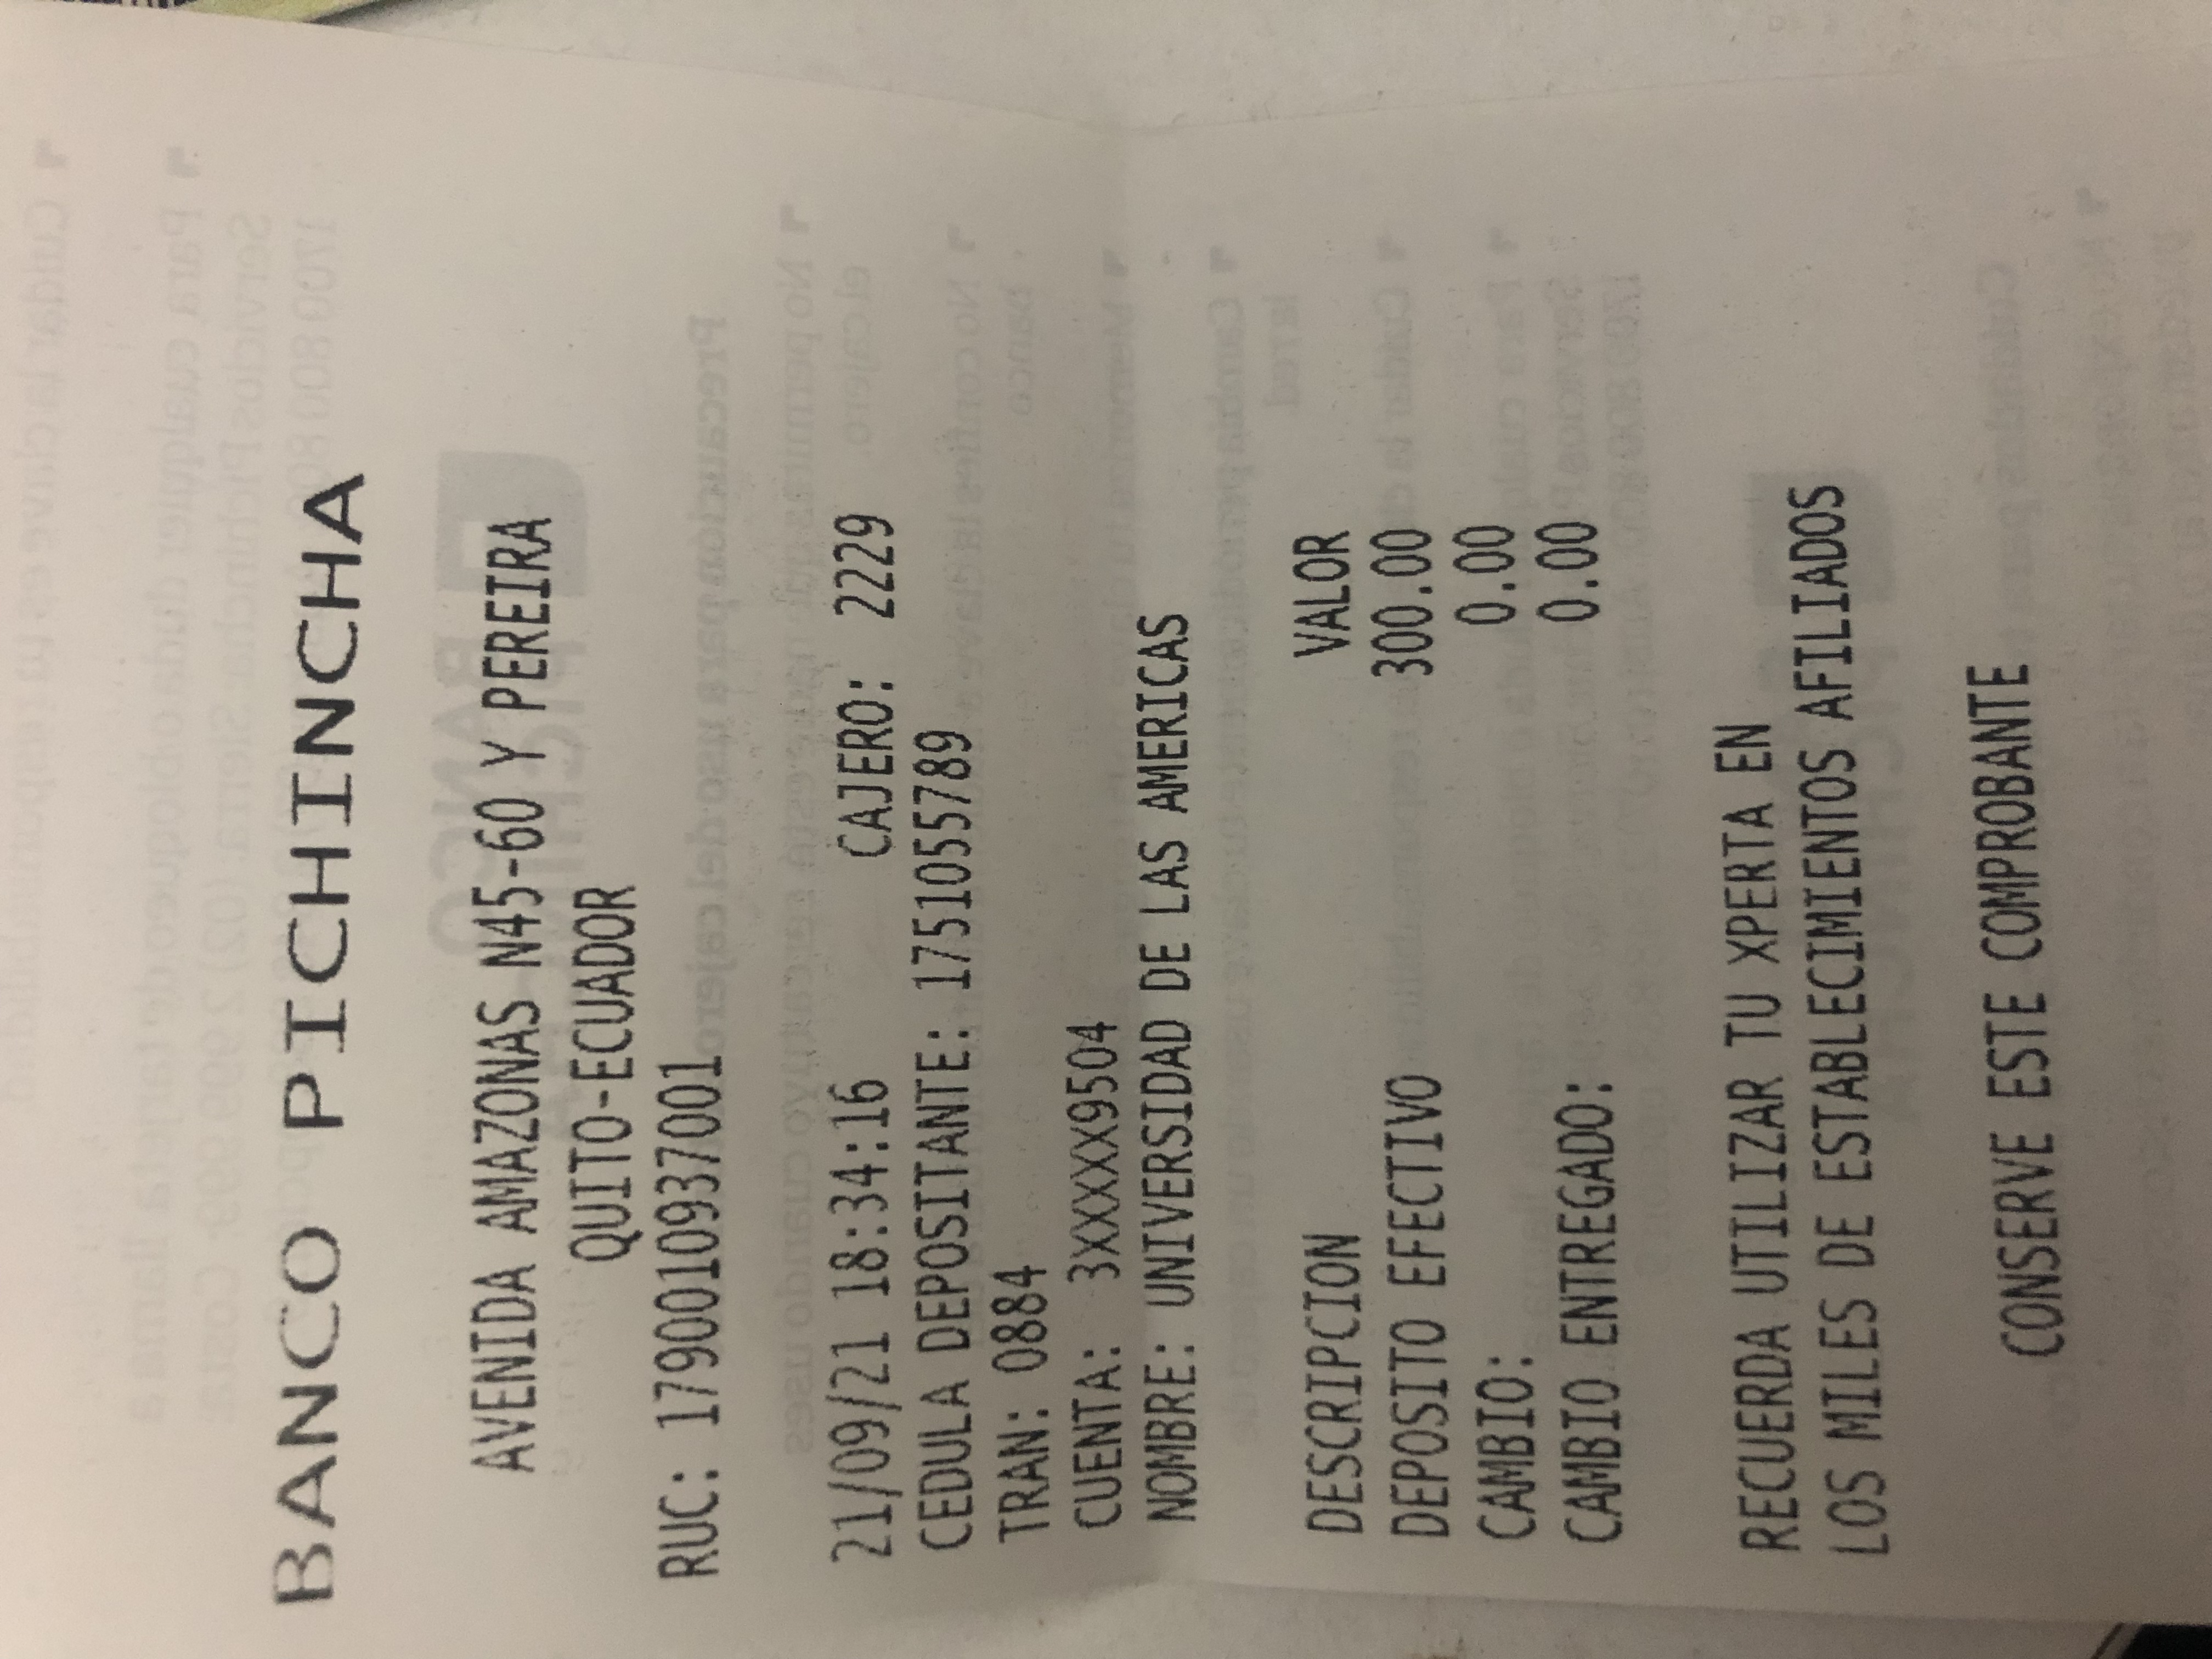 BANCO PICHINCHA
AVENIDA AMAZONAS N45-60 Y PEREIRA
QUITO-ECUADOR
RUC: 1790010937001
21/09/21 18:34:16 CAJERO: 2229
CEDULA DEPOSITANTE: 1751055789
TRAN: 0884
CUENTA: 3XXXXX9504
NOMBRE: UNIVERSIDAD DE LAS AMERICAS
DESCRIPCION VALOR
DEPOSITO EFECTIVO 300.00
CAMBIO: 0.00
CAMBIO ENTREGADO: 0.00
RECUERDA UTILIZAR TU XPERTA EN
LOS MILES DE ESTABLECIMIENTOS AFILIADOS
CONSERVE ESTE COMPROBANTE